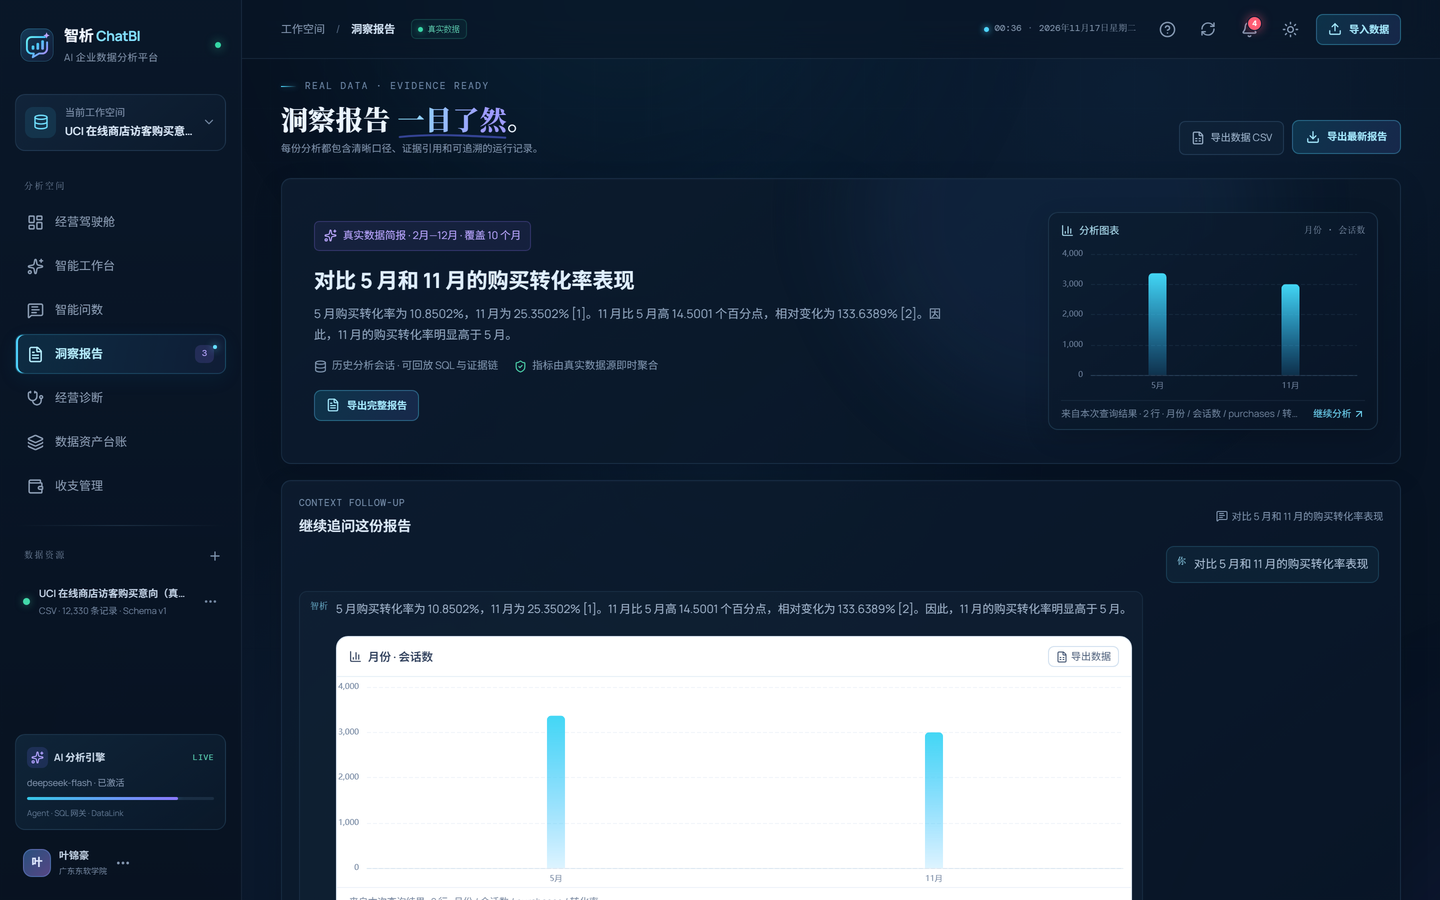 智析 ChatBI
AI 企业数据分析平台
当前工作空间
UCI 在线商店访客购买意...
分析空间
经营驾驶舱
智能工作台
智能问数
洞察报告
3
经营诊断
数据资产台账
收支管理
数据资源
UCI 在线商店访客购买意向（真...
CSV · 12,330 条记录 · Schema v1
AI 分析引擎
LIVE
deepseek-flash · 已激活
Agent · SQL 网关 · DataLink
叶
叶锦豪
广东东软学院
工作空间 / 洞察报告
真实数据
00:36 · 2026年11月17日星期二
4
导入数据
REAL DATA · EVIDENCE READY
洞察报告 一目了然。
每份分析都包含清晰口径、证据引用和可追溯的运行记录。
导出数据 CSV
导出最新报告
真实数据简报 · 2月—12月 · 覆盖 10 个月
对比 5 月和 11 月的购买转化率表现
5 月购买转化率为 10.8502%，11 月为 25.3502% [1]。11 月比 5 月高 14.5001 个百分点，相对变化为 133.6389% [2]。因
此，11 月的购买转化率明显高于 5 月。
历史分析会话 · 可回放 SQL 与证据链
指标由真实数据源即时聚合
导出完整报告
分析图表
月份 · 会话数
4,000
3,000
2,000
1,000
0
5月
11月
来自本次查询结果 · 2 行 · 月份 / 会话数 / purchases / 转...
继续分析
CONTEXT FOLLOW-UP
继续追问这份报告
对比 5 月和 11 月的购买转化率表现
你
对比 5 月和 11 月的购买转化率表现
智析
5 月购买转化率为 10.8502%，11 月为 25.3502% [1]。11 月比 5 月高 14.5001 个百分点，相对变化为 133.6389% [2]。因此，11 月的购买转化率明显高于 5 月。
月份 · 会话数
导出数据
4,000
3,000
2,000
1,000
0
5月
11月